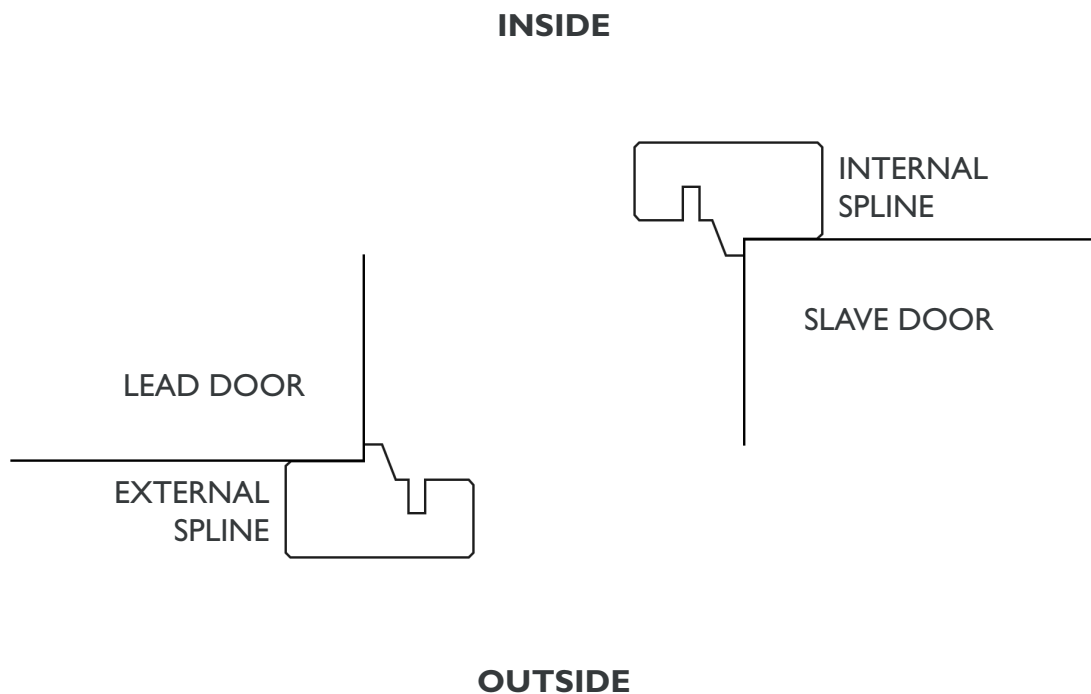 INSIDE
INTERNAL
SPLINE
SLAVE DOOR
LEAD DOOR
EXTERNAL
SPLINE
OUTSIDE